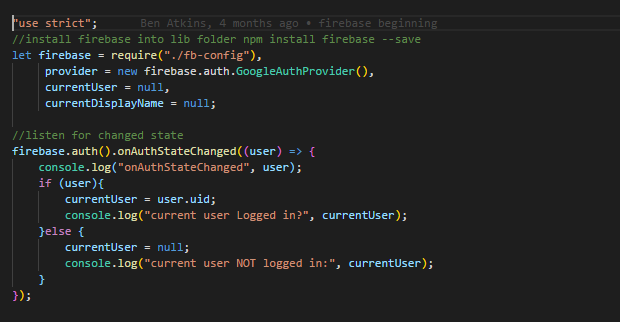 "use strict"; Ben Atkins, 4 months ago • firebase beginning
//install firebase into lib folder npm install firebase --save
let firebase = require("./fb-config"),
    provider = new firebase.auth.GoogleAuthProvider(),
    currentUser = null,
    currentDisplayName = null;

//listen for changed state
firebase.auth().onAuthStateChanged((user) => {
    console.log("onAuthStateChanged", user);
    if (user){
        currentUser = user.uid;
        console.log("current user Logged in?", currentUser);
    }else {
        currentUser = null;
        console.log("current user NOT logged in:", currentUser);
    }
});